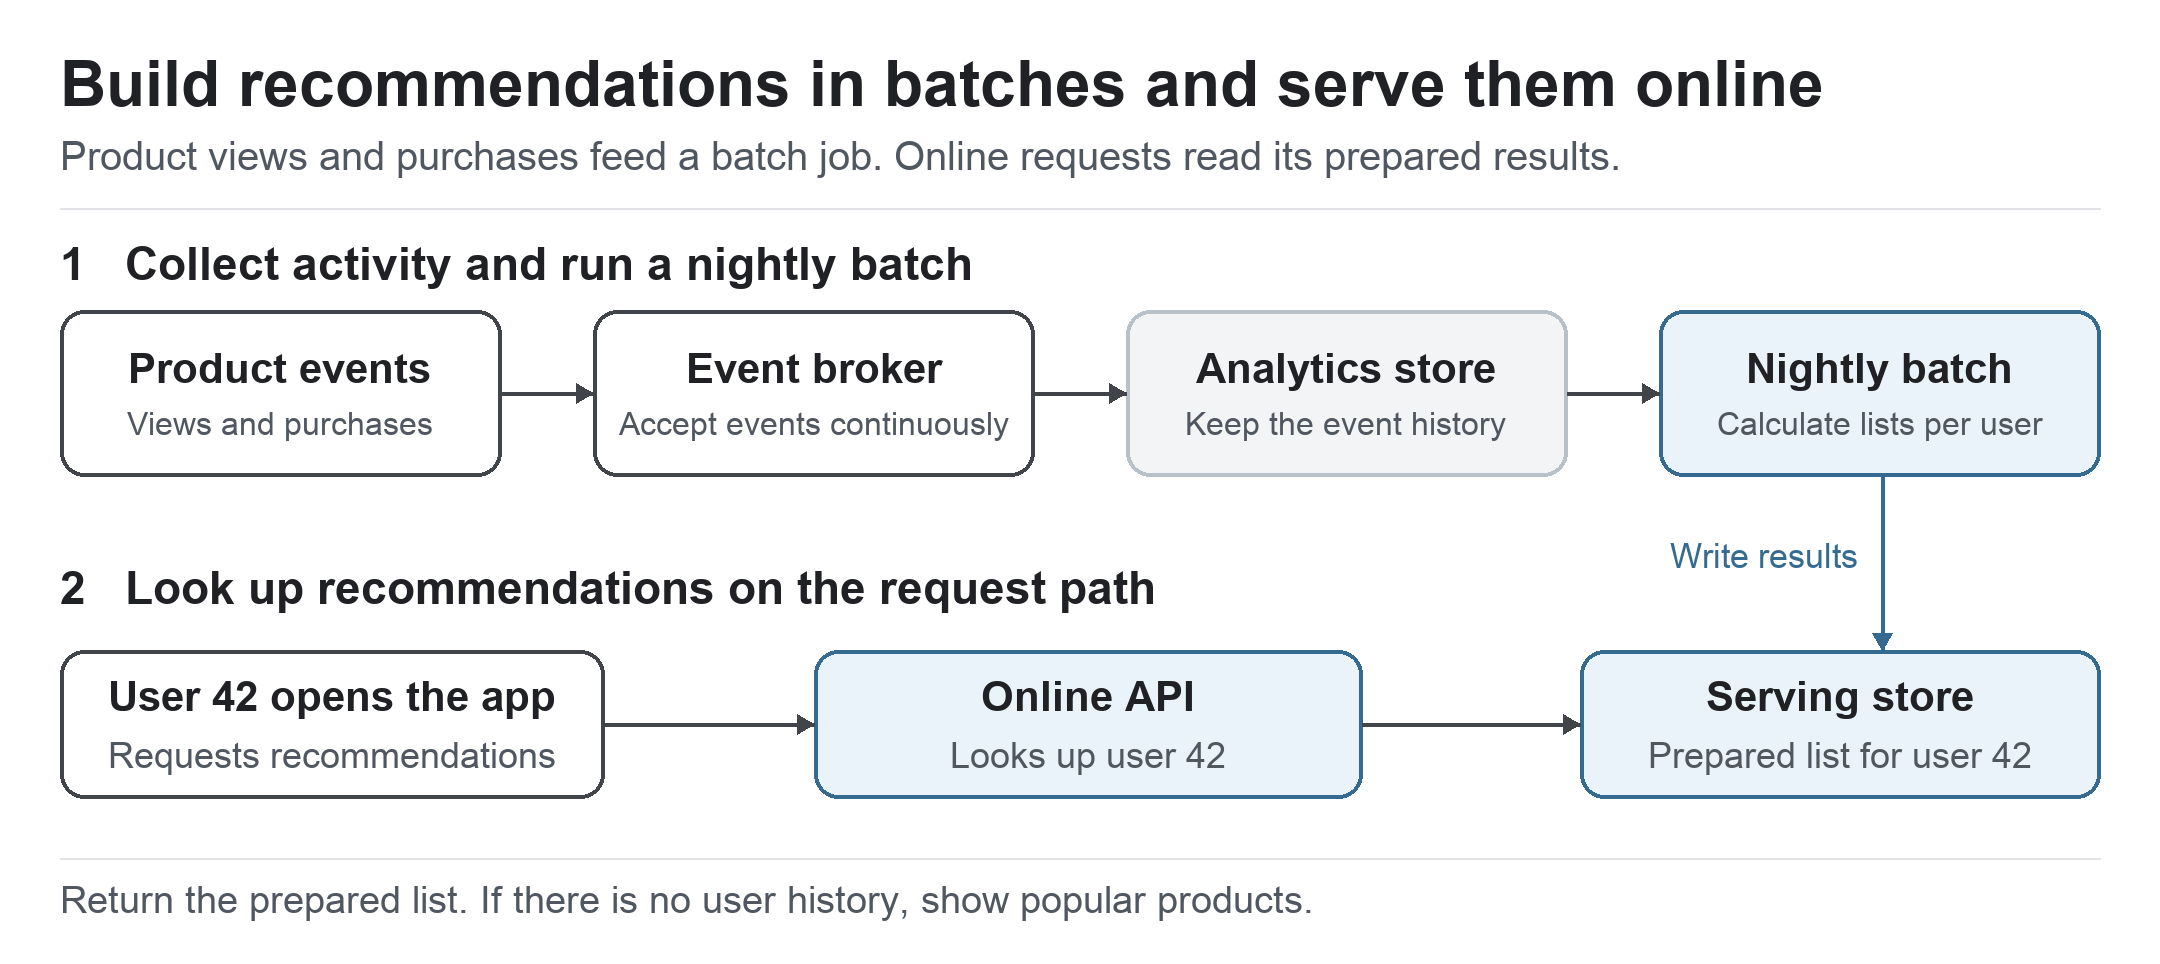 Build recommendations in batches and serve them online
Product views and purchases feed a batch job. Online requests read its prepared results.
1 Collect activity and run a nightly batch
Product events
Views and purchases
Event broker
Accept events continuously
Analytics store
Keep the event history
Nightly batch
Calculate lists per user
Write results
2 Look up recommendations on the request path
User 42 opens the app
Requests recommendations
Online API
Looks up user 42
Serving store
Prepared list for user 42
Return the prepared list. If there is no user history, show popular products.